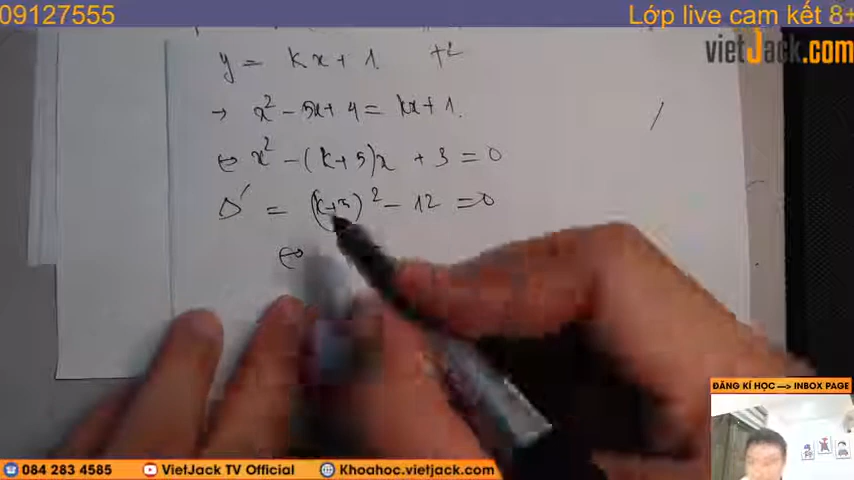 09127555
Lớp live cam kết 8+
vietJack.com
y = kx + 1
→ x² - 5x + 4 = kx + 1.
⇔ x² - (k + 5)x + 3 = 0
Δ' = (k+5)² - 12 = 0
⇔
ĐĂNG KÍ HỌC —> INBOX PAGE
084 283 4585
VietJack TV Official
Khoahoc.vietjack.com